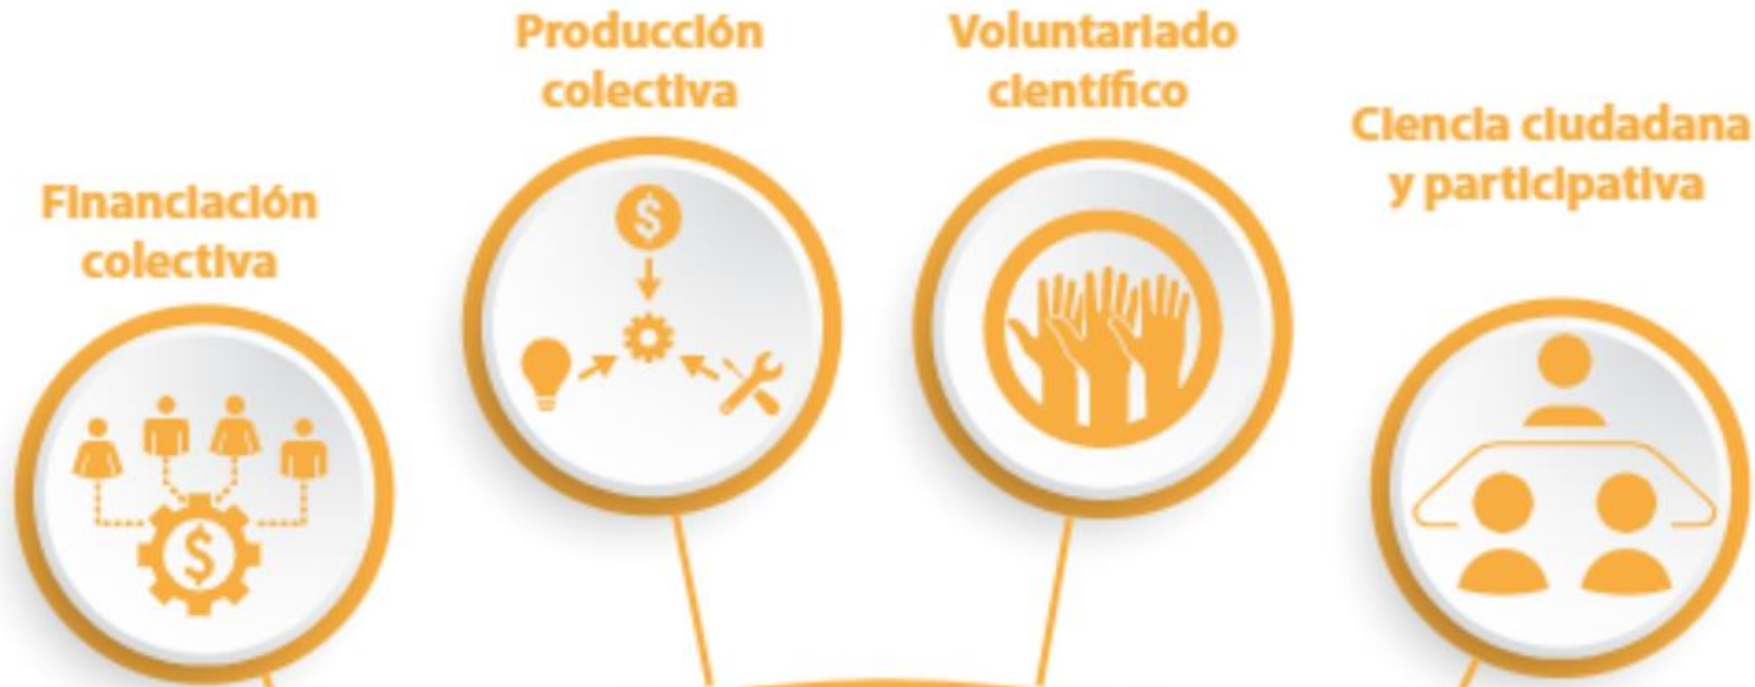 Financiación
colectiva
Producción
colectiva
Voluntariado
científico
Ciencia ciudadana
y participativa
$
$